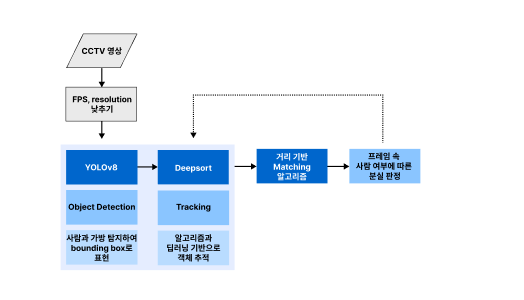 CCTV 영상
FPS, resolution
낮추기
YOLOv8
Deepsort
거리 기반
Matching
알고리즘
프레임 속
사람 여부에 따른
분실 판정
Object Detection
Tracking
사람과 가방 탐지하여
bounding box로
표현
알고리즘과
딥러닝 기반으로
객체 추적